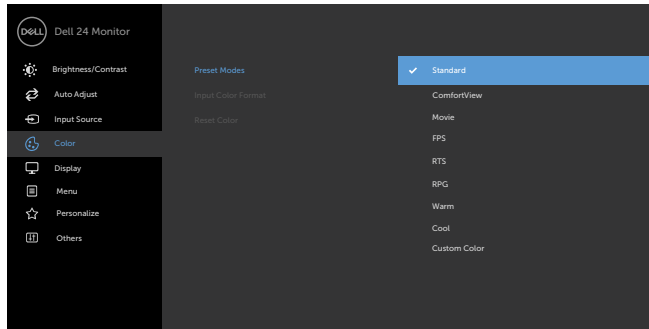 DELL
Dell 24 Monitor
Brightness/Contrast
Auto Adjust
Input Source
Color
Display
Menu
Personalize
Others
Preset Modes
Input Color Format
Reset Color
Standard
ComfortView
Movie
FPS
RTS
RPG
Warm
Cool
Custom Color